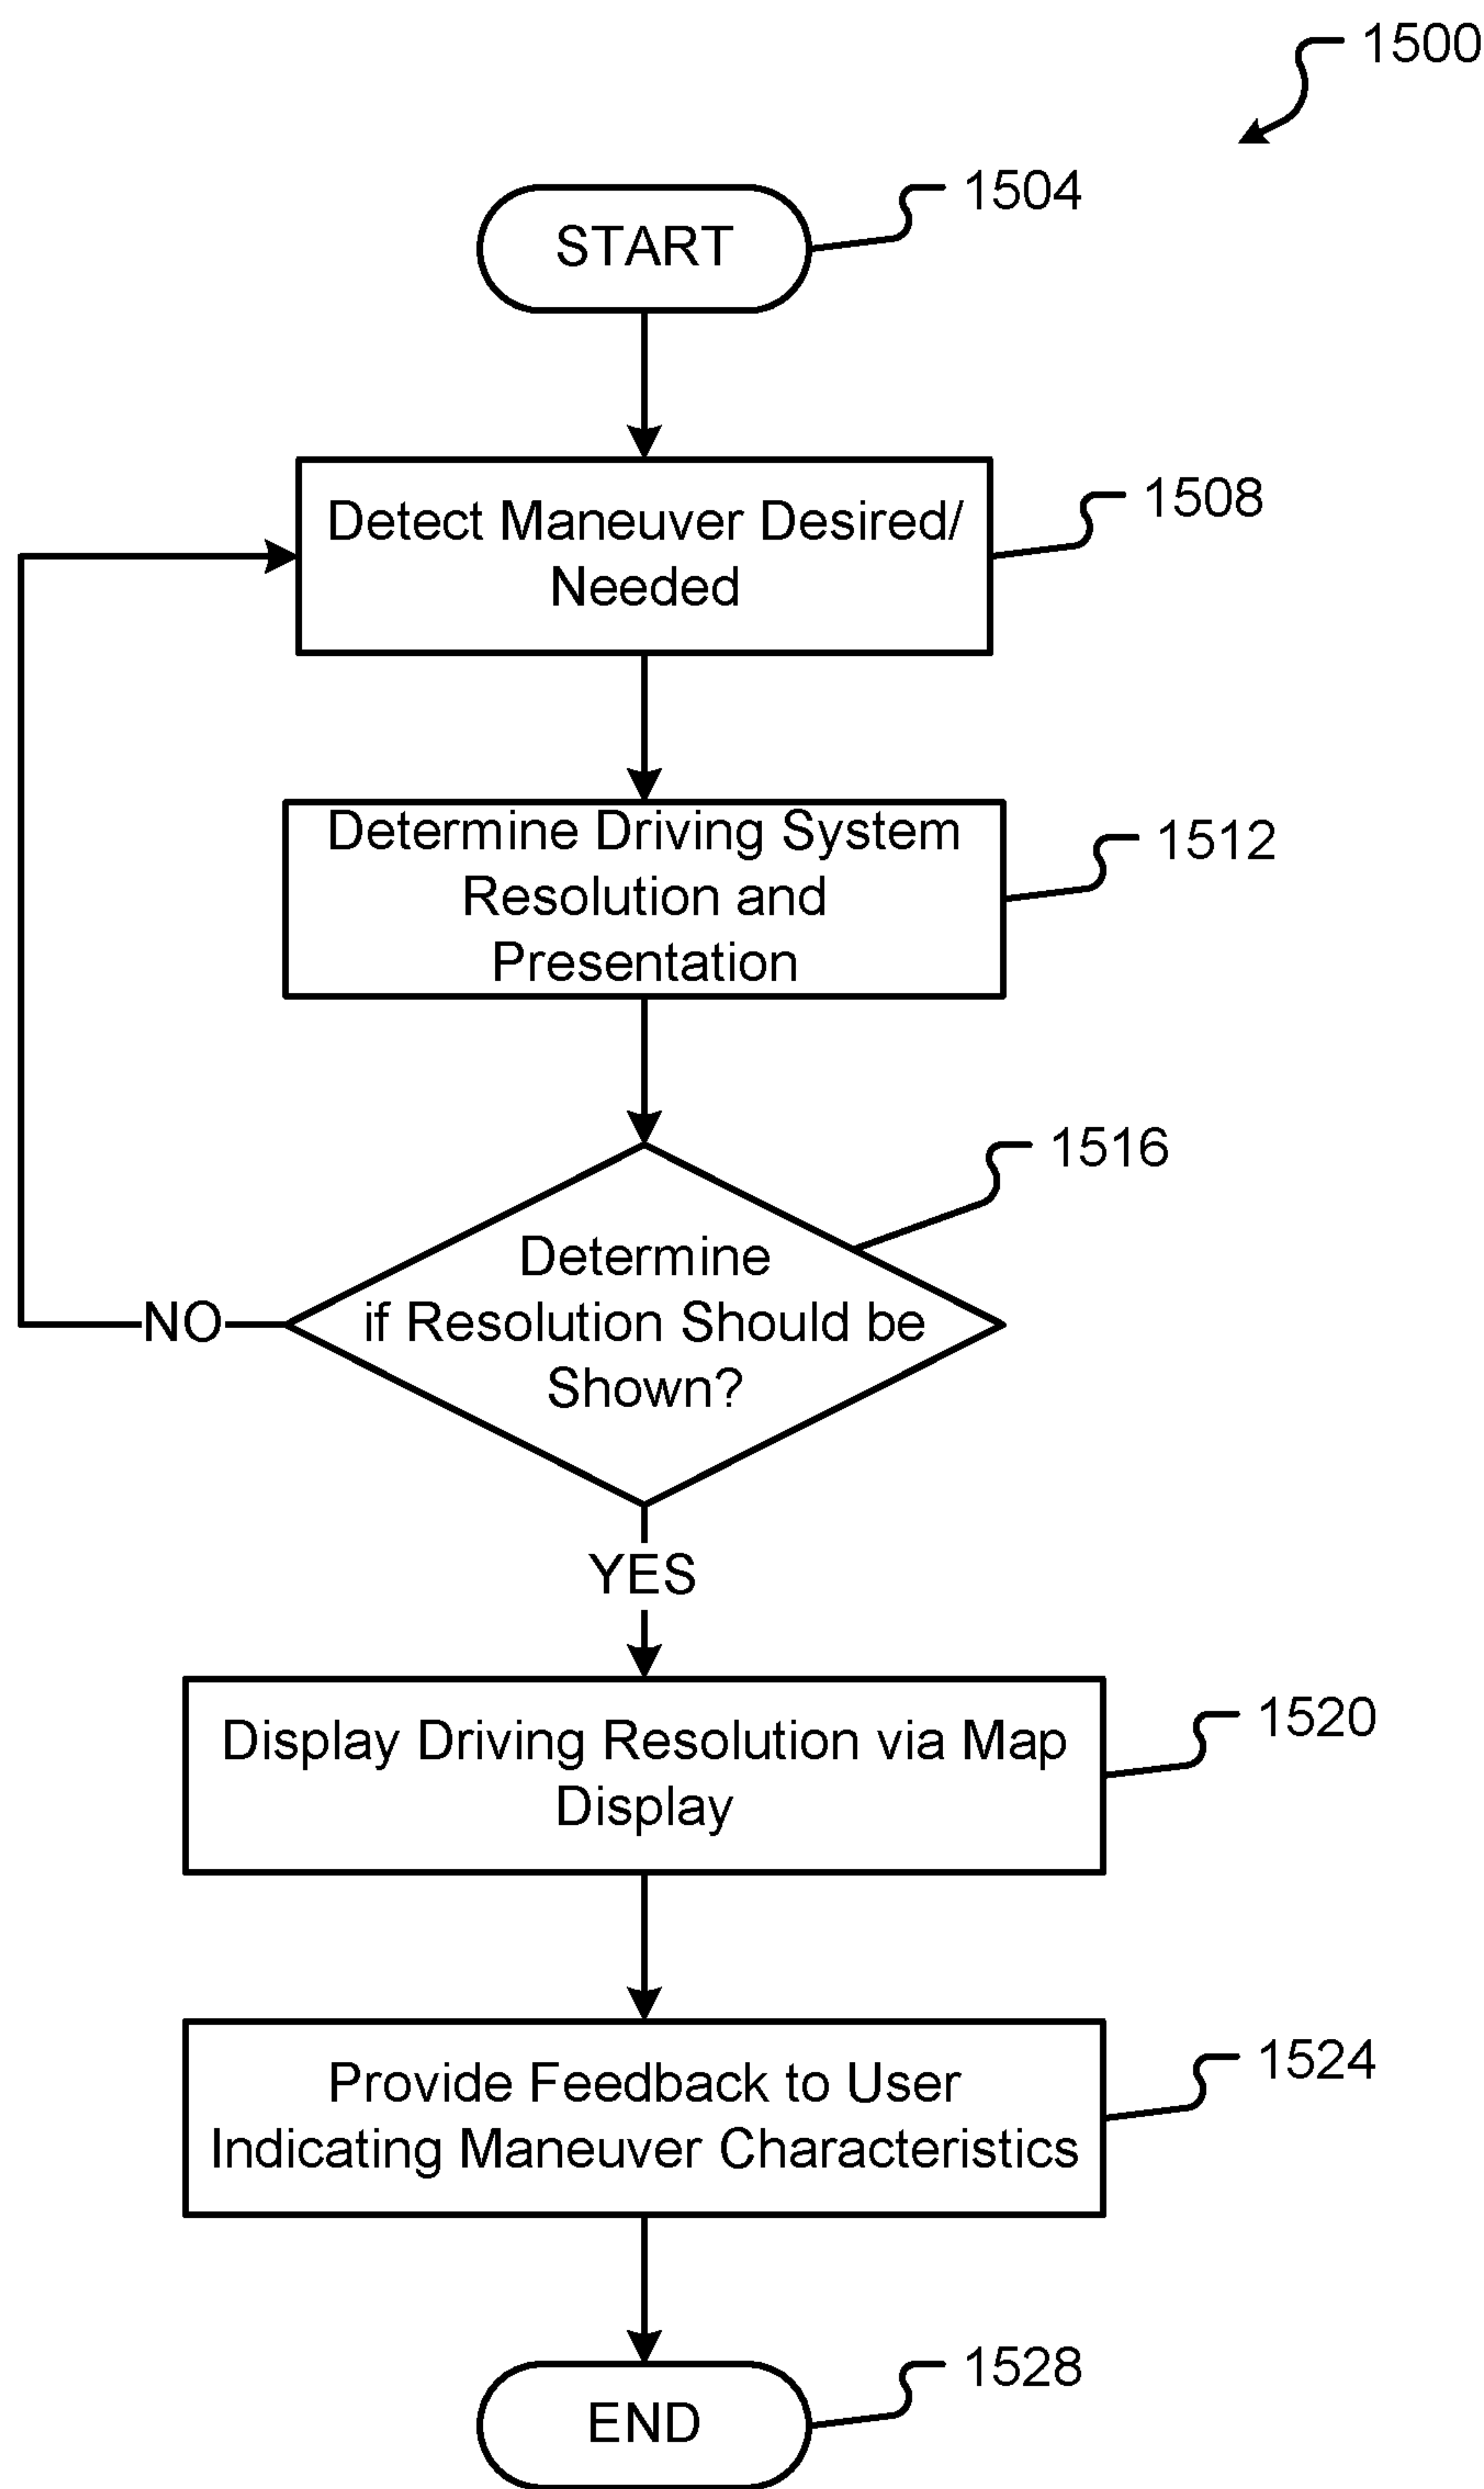 1500
1504
START
1508
Detect Maneuver Desired/
Needed
1512
Determine Driving System
Resolution and
Presentation
1516
Determine
if Resolution Should be
Shown?
NO
YES
1520
Display Driving Resolution via Map
Display
1524
Provide Feedback to User
Indicating Maneuver Characteristics
1528
END